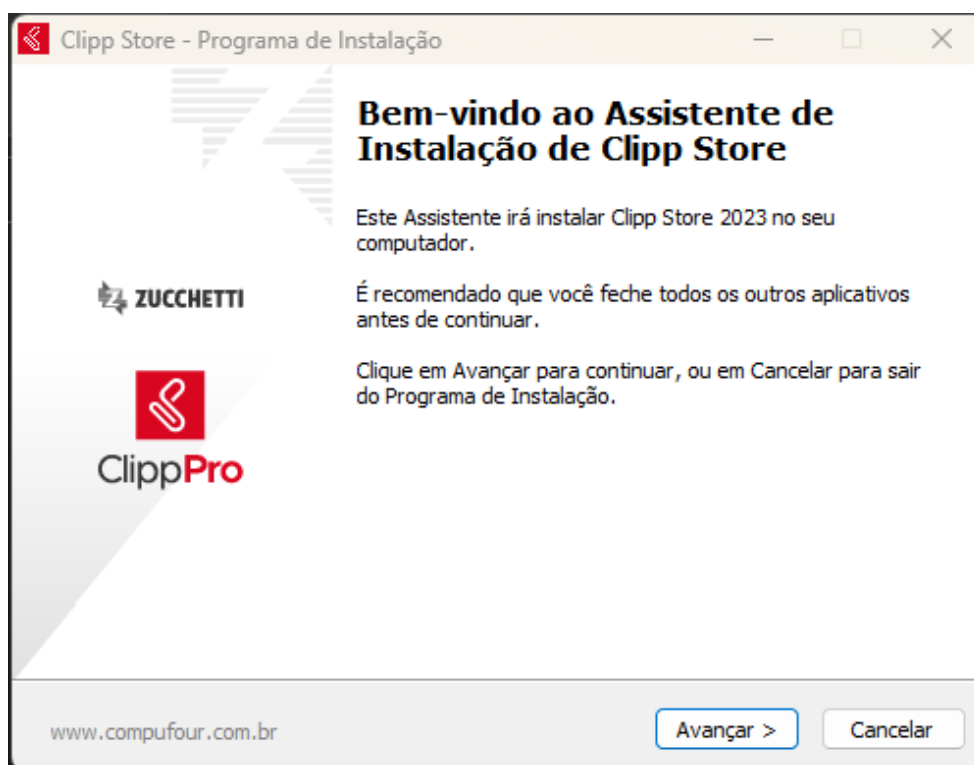 Clipp Store - Programa de Instalação
Bem-vindo ao Assistente de
Instalação de Clipp Store
Este Assistente irá instalar Clipp Store 2023 no seu
computador.
É recomendado que você feche todos os outros aplicativos
antes de continuar.
Clique em Avançar para continuar, ou em Cancelar para sair
do Programa de Instalação.
ZUCCHETTI
ClippPro
www.compufour.com.br
Avançar >
Cancelar